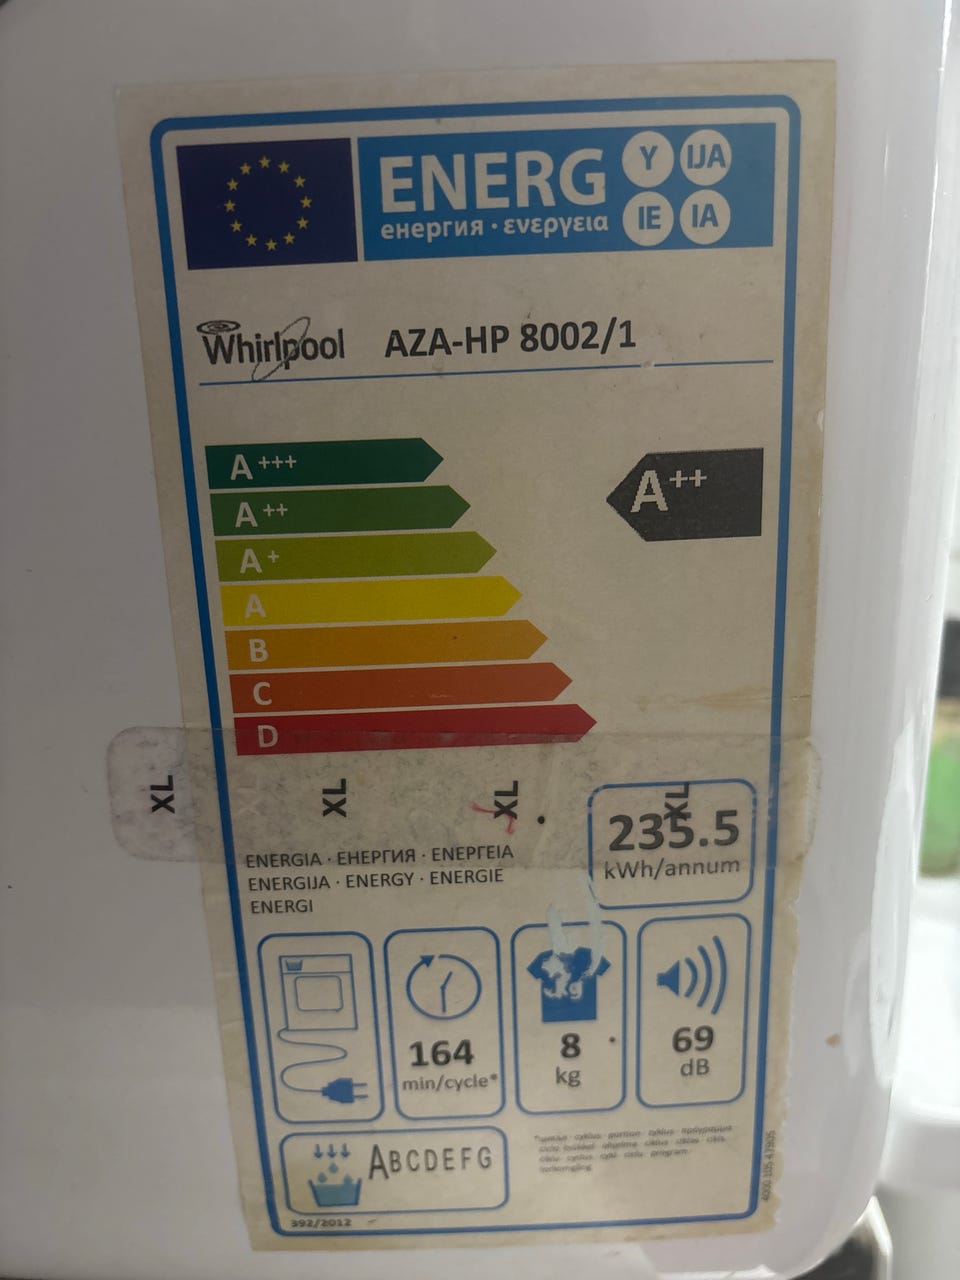 ENERG Y IJA
енергия · ενεργεια IE IA
Whirlpool AZA-HP 8002/1
A+++
A++
A++
A+
A
B
C
D
XL XL XL XL
235.5
kWh/annum
ENERGIA · ЕНЕРГИЯ · ΕΝΕΡΓΕΙΑ
ENERGIJA · ENERGY · ENERGIE
ENERGI
164
min/cycle*
kg
8
kg
69
dB
ABCDEFG
392/2012